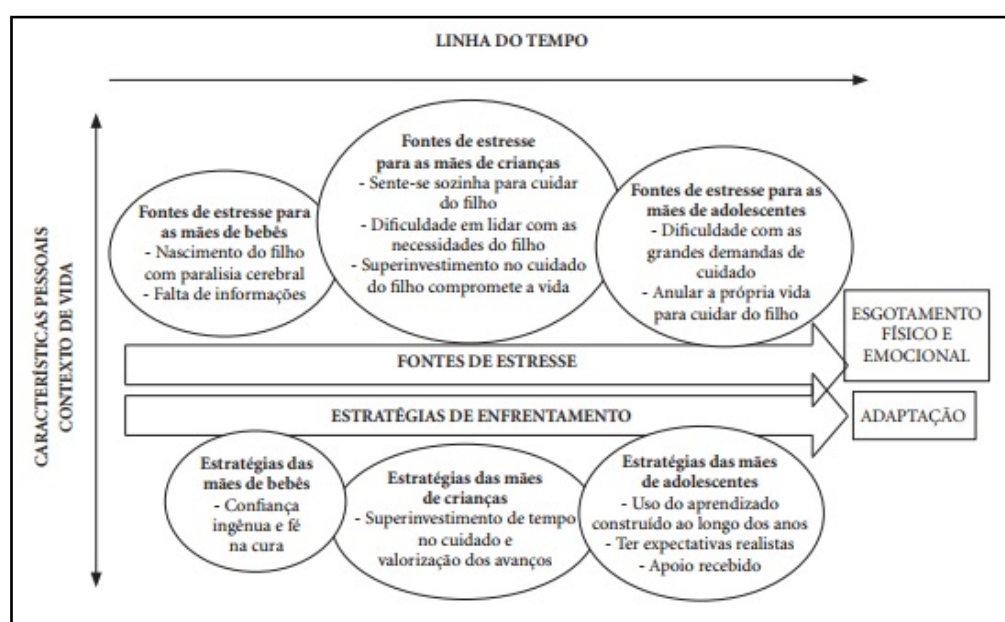 LINHA DO TEMPO
CARACTERÍSTICAS PESSOAIS
CONTEXTO DE VIDA
Fontes de estresse para
as mães de bebês
- Nascimento do filho
com paralisia cerebral
- Falta de informações
Fontes de estresse
para as mães de crianças
- Sente-se sozinha para cuidar
do filho
- Dificuldade em lidar com as
necessidades do filho
- Superinvestimento no cuidado
do filho compromete a vida
Fontes de estresse para as
mães de adolescentes
- Dificuldade com as
grandes demandas de
cuidado
- Anular a própria vida
para cuidar do filho
FONTES DE ESTRESSE
ESGOTAMENTO
FÍSICO E
EMOCIONAL
ESTRATÉGIAS DE ENFRENTAMENTO
ADAPTAÇÃO
Estratégias das
mães de bebês
- Confiança
ingênua e fé
na cura
Estratégias das mães
de crianças
- Superinvestimento de tempo
no cuidado e
valorização dos avanços
Estratégias das mães
de adolescentes
- Uso do aprendizado
construído ao longo dos anos
- Ter expectativas realistas
- Apoio recebido